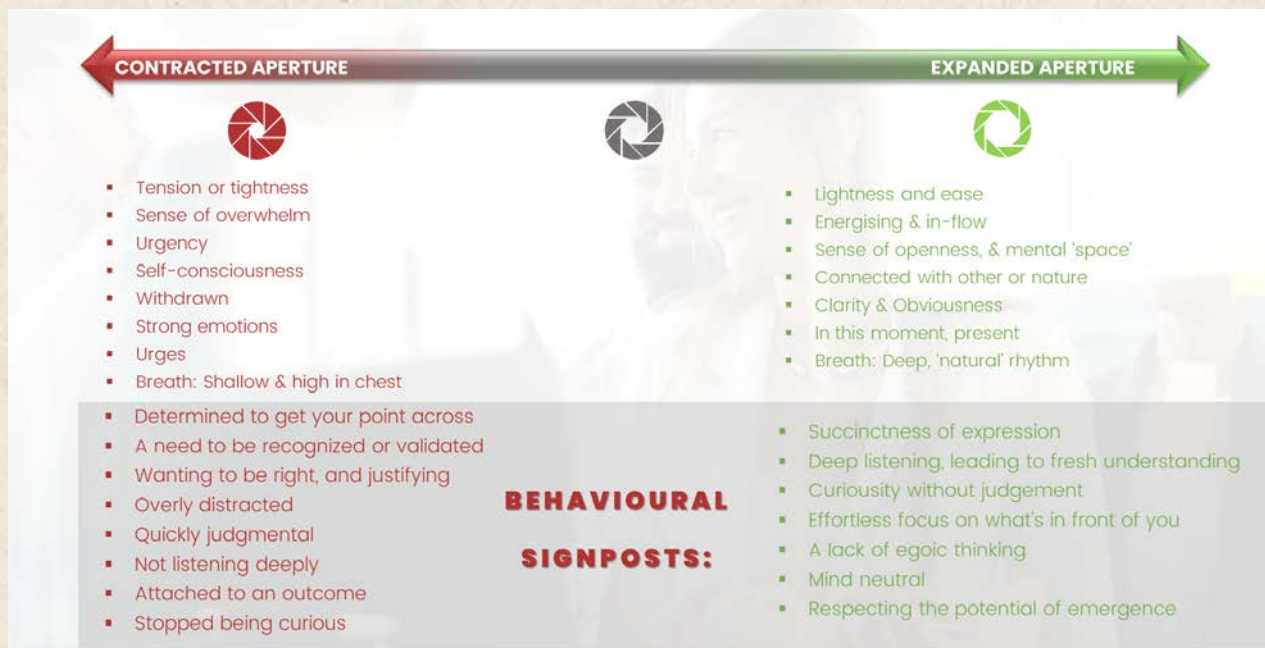 CONTRACTED APERTURE
EXPANDED APERTURE
Tension or tightness
Sense of overwhelm
Urgency
Self-consciousness
Withdrawn
Strong emotions
Urges
Breath: Shallow & high in chest
Lightness and ease
Energising & in-flow
Sense of openness, & mental 'space'
Connected with other or nature
Clarity & Obviousness
In this moment, present
Breath: Deep, 'natural' rhythm
Determined to get your point across
A need to be recognized or validated
Wanting to be right, and justifying
Overly distracted
Quickly judgmental
Not listening deeply
Attached to an outcome
Stopped being curious
BEHAVIOURAL
SIGNPOSTS:
Succinctness of expression
Deep listening, leading to fresh understanding
Curiousity without judgement
Effortless focus on what's in front of you
A lack of egoic thinking
Mind neutral
Respecting the potential of emergence